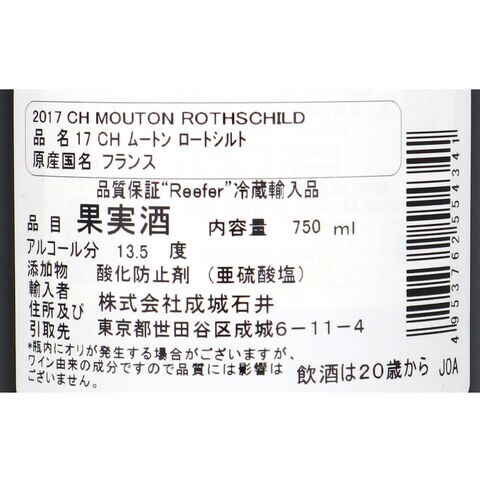 2017 CH MOUTON ROTHSCHILD
品 名 17 CH ムートン ロートシルト
原産国名 フランス
品質保証“Reefer”冷蔵輸入品
品目 果実酒 内容量 750 ml
アルコール分 13.5 度
添加物 酸化防止剤 (亜硫酸塩)
輸入者 株式会社成城石井
住所及び
引取先 東京都世田谷区成城6-11-4
*瓶内にオリが発生する場合がございますが、
ワイン由来の成分ですので品質には影響は
ございません。
飲酒は20歳から JOA
4953762554341